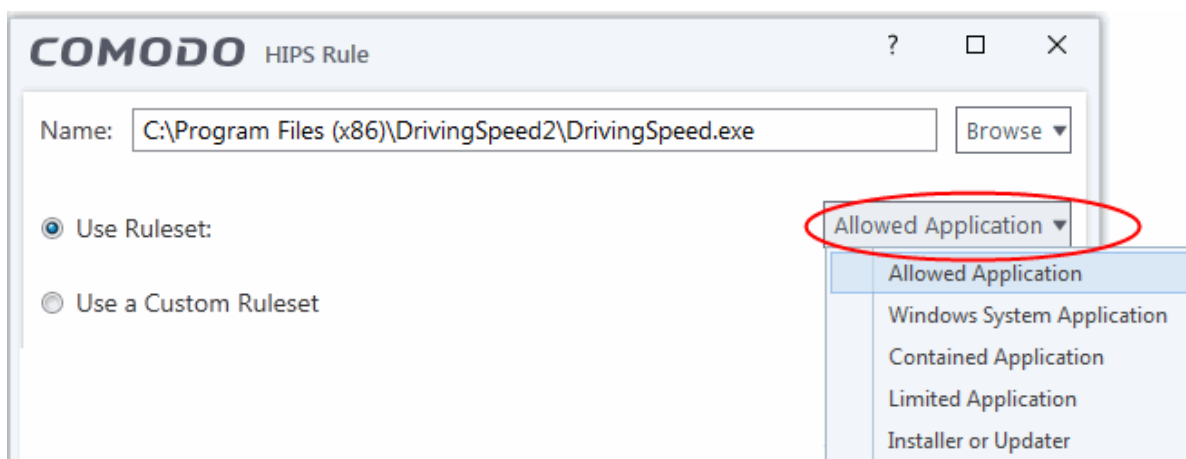 COMODO HIPS Rule ?
Name: C:\Program Files (x86)\DrivingSpeed2\DrivingSpeed.exe Browse
Use Ruleset: Allowed Application
Allowed Application
Use a Custom Ruleset
Windows System Application
Contained Application
Limited Application
Installer or Updater